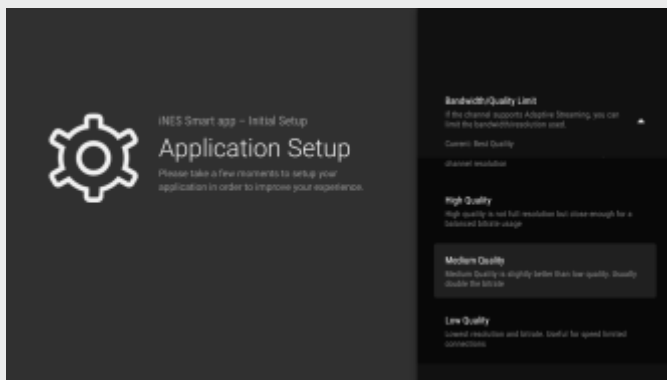 iNES Smart app – Initial Setup
Application Setup
Please take a few moments to setup your
application in order to improve your experience.
Bandwidth/Quality Limit
If the channel supports Adaptive Streaming, you can
limit the bandwidth/resolution used.
Current: Best Quality
channel resolution
High Quality
High quality is not full resolution but close enough for a
balanced bitrate usage
Medium Quality
Medium Quality is slightly better than low quality. Usually
double the bitrate
Low Quality
Lowest resolution and bitrate. Useful for speed limited
connections